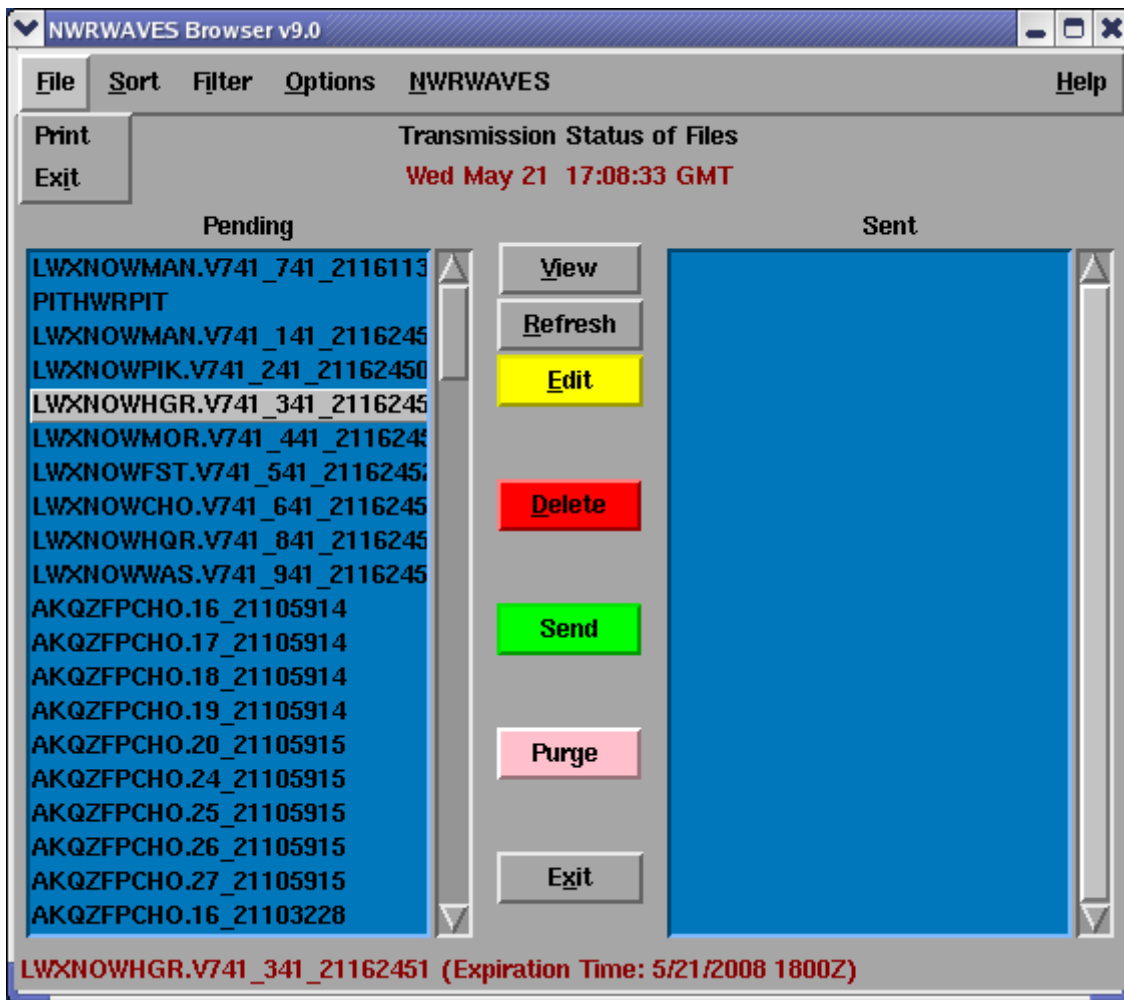 NWRWAVES Browser v9.0
File Sort Filter Options NWRWAVES Help
Print
Exit
Transmission Status of Files
Wed May 21 17:08:33 GMT
Pending
LWXNOWMAN.V741_741_2116113
PITHWRPIT
LWXNOWMAN.V741_141_2116245
LWXNOWPIK.V741_241_21162450
LWXNOWHGR.V741_341_2116245
LWXNOWMOR.V741_441_2116245
LWXNOWFST.V741_541_21162452
LWXNOWCHO.V741_641_2116245
LWXNOWHQR.V741_841_2116245
LWXNOWWAS.V741_941_2116245
AKQZFPCHO.16_21105914
AKQZFPCHO.17_21105914
AKQZFPCHO.18_21105914
AKQZFPCHO.19_21105914
AKQZFPCHO.20_21105915
AKQZFPCHO.24_21105915
AKQZFPCHO.25_21105915
AKQZFPCHO.26_21105915
AKQZFPCHO.27_21105915
AKQZFPCHO.16_21103228
View
Refresh
Edit
Delete
Send
Purge
Exit
Sent
LWXNOWHGR.V741_341_21162451 (Expiration Time: 5/21/2008 1800Z)